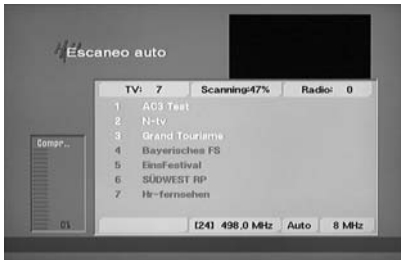 Escaneo auto
TV: 7 Scanning:47% Radio: 0
1 AC3 Test
2 N-tv
3 Grand Tourisme
4 Bayerisches FS
5 EinsFestival
6 SÜDWEST RP
7 Hr-fernsehen
Compr..
0%
[24] 498,0 MHz Auto 8 MHz